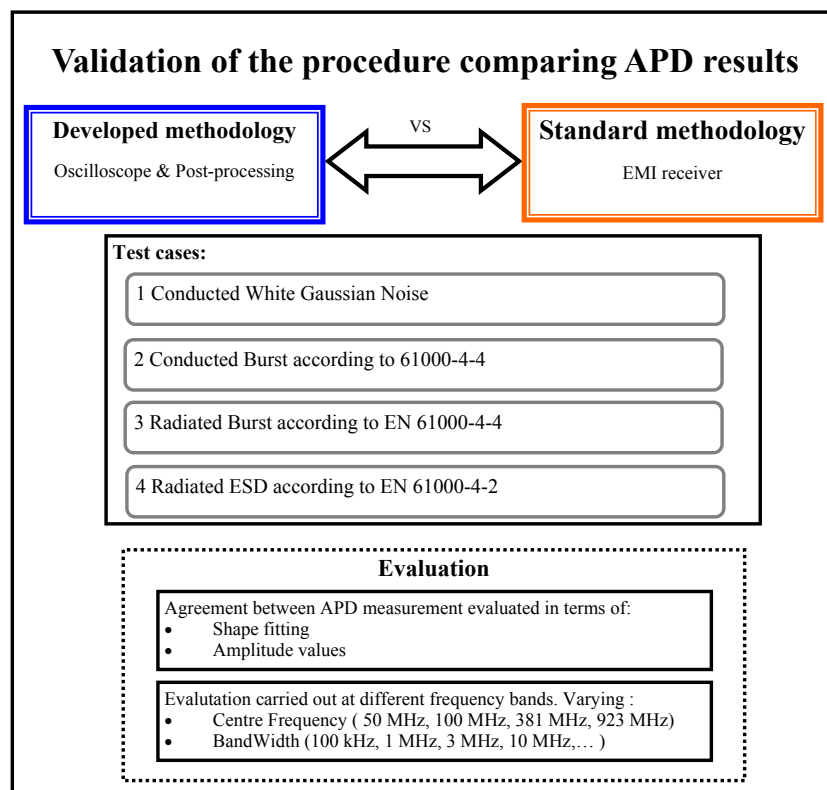 Validation of the procedure comparing APD results
Developed methodology
Oscilloscope & Post-processing
VS
Standard methodology
EMI receiver
Test cases:
1 Conducted White Gaussian Noise
2 Conducted Burst according to 61000-4-4
3 Radiated Burst according to EN 61000-4-4
4 Radiated ESD according to EN 61000-4-2
Evaluation
Agreement between APD measurement evaluated in terms of:
• Shape fitting
• Amplitude values
Evalutation carried out at different frequency bands. Varying :
• Centre Frequency ( 50 MHz, 100 MHz, 381 MHz, 923 MHz)
• BandWidth (100 kHz, 1 MHz, 3 MHz, 10 MHz,… )